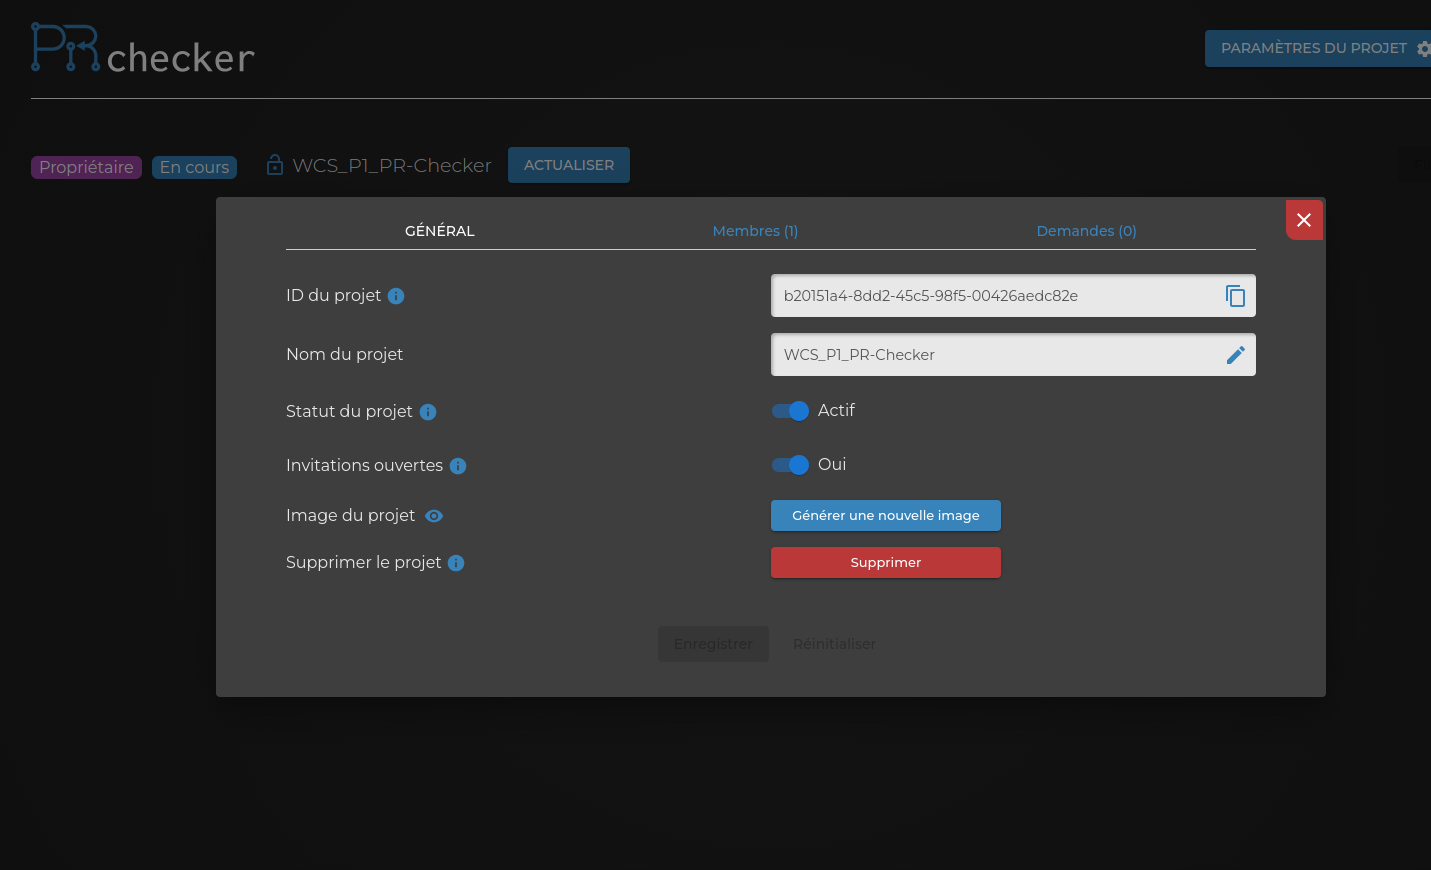 PR checker
PARAMÈTRES DU PROJET
Propriétaire En cours WCS_P1_PR-Checker ACTUALISER
GÉNÉRAL Membres (1) Demandes (0)
ID du projet b20151a4-8dd2-45c5-98f5-00426aedc82e
Nom du projet WCS_P1_PR-Checker
Statut du projet Actif
Invitations ouvertes Oui
Image du projet Générer une nouvelle image
Supprimer le projet Supprimer
Enregistrer Réinitialiser